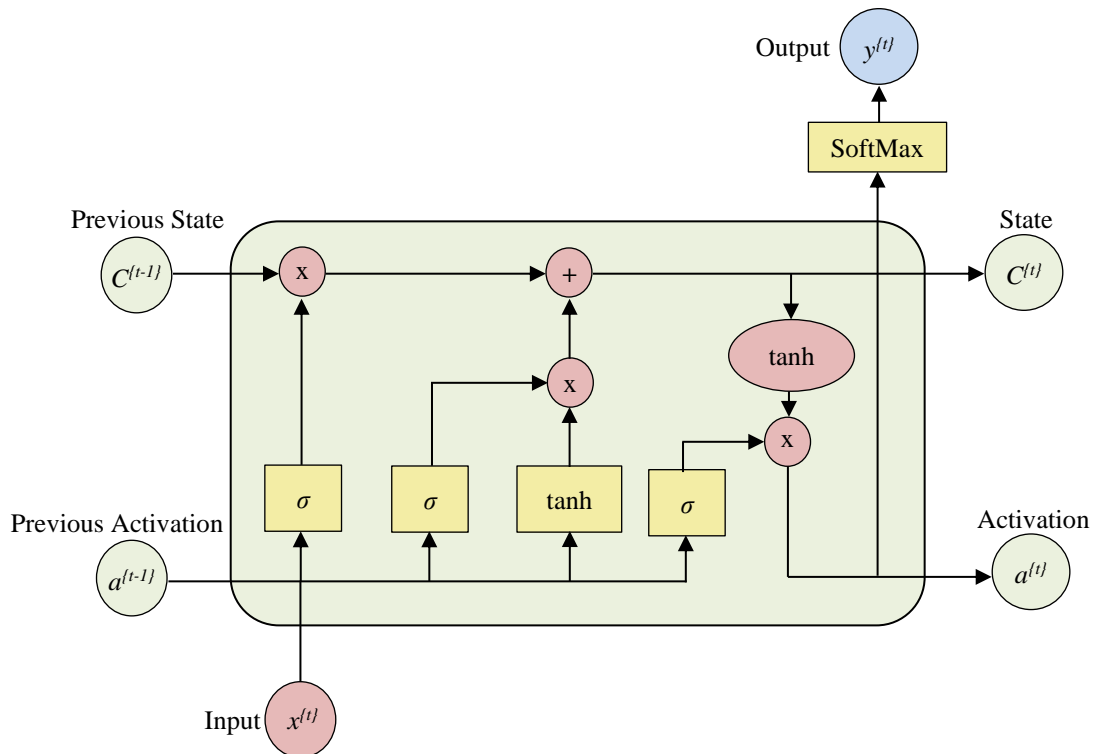 Output
y{t}
SoftMax
Previous State
State
C{t-1}
x
+
C{t}
tanh
x
x
σ
σ
tanh
σ
Previous Activation
Activation
a{t-1}
a{t}
Input
x{t}